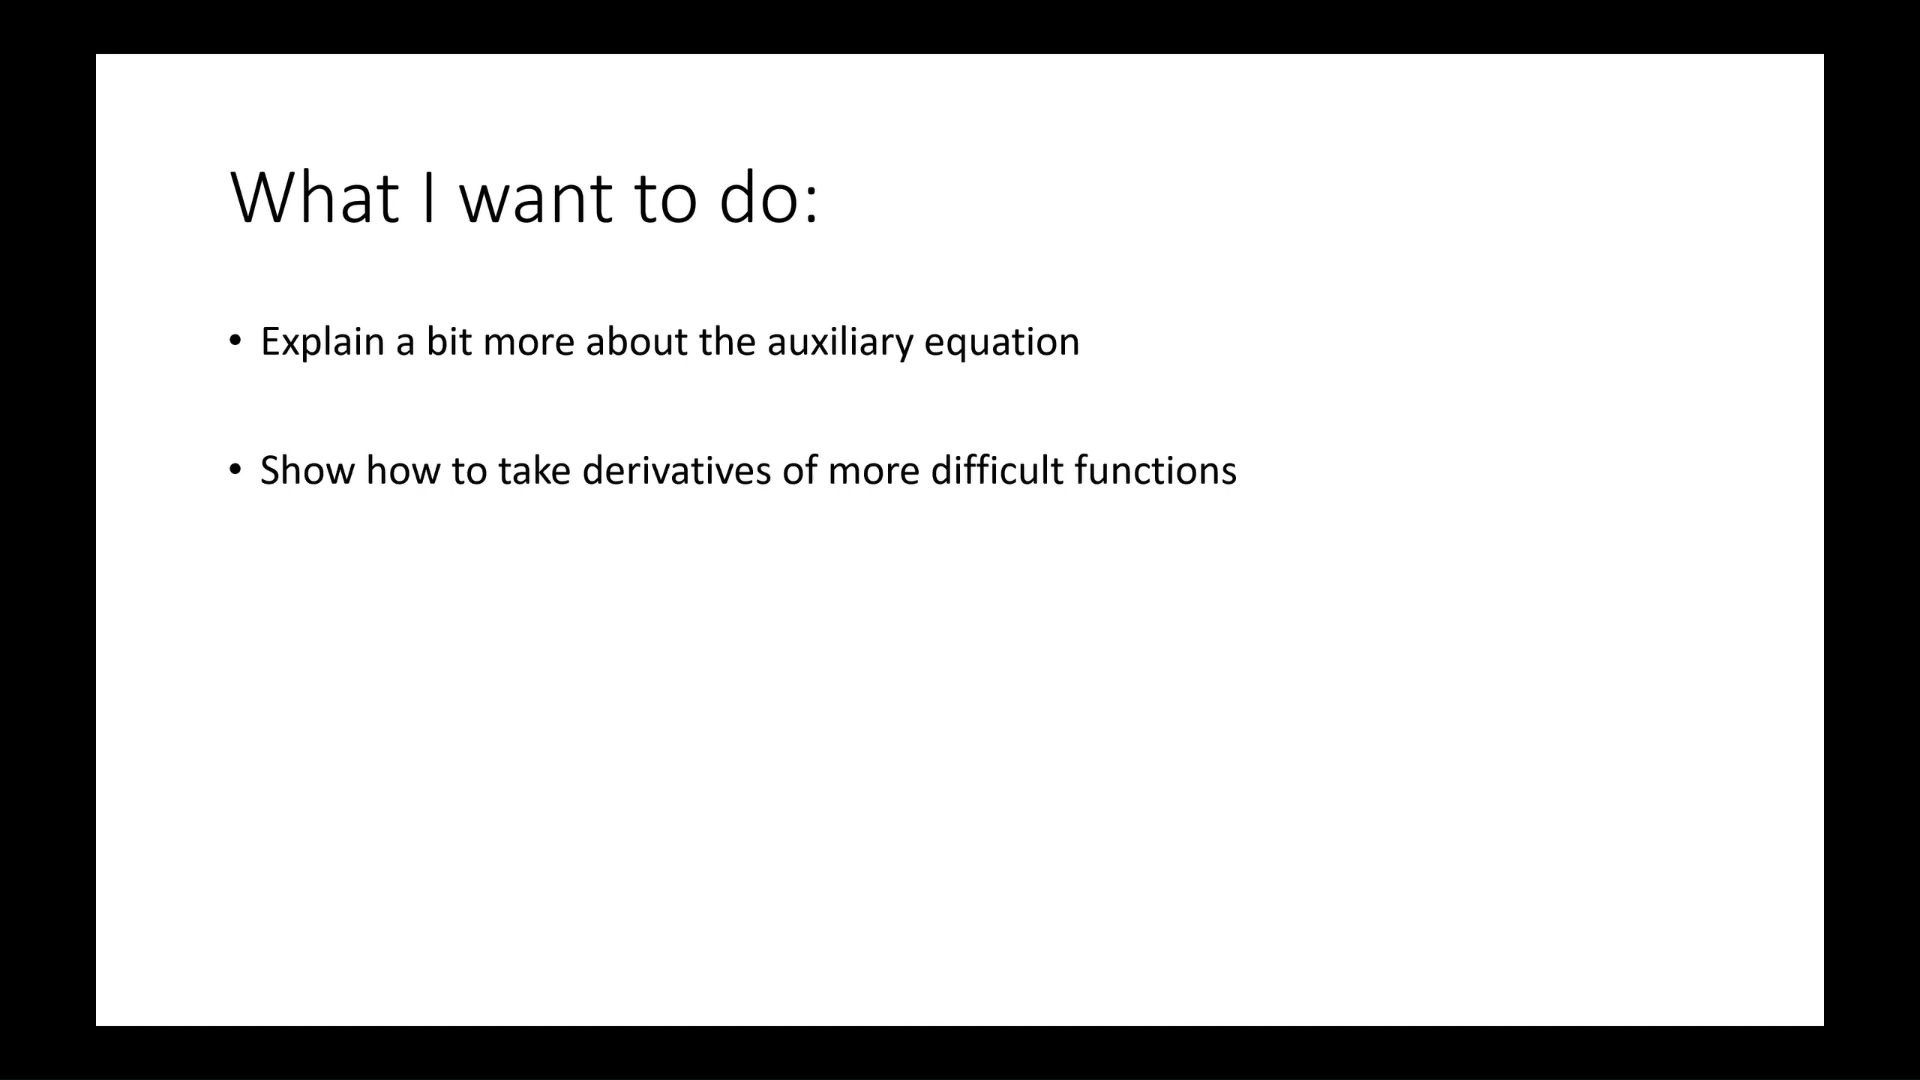 What I want to do:
• Explain a bit more about the auxiliary equation
• Show how to take derivatives of more difficult functions